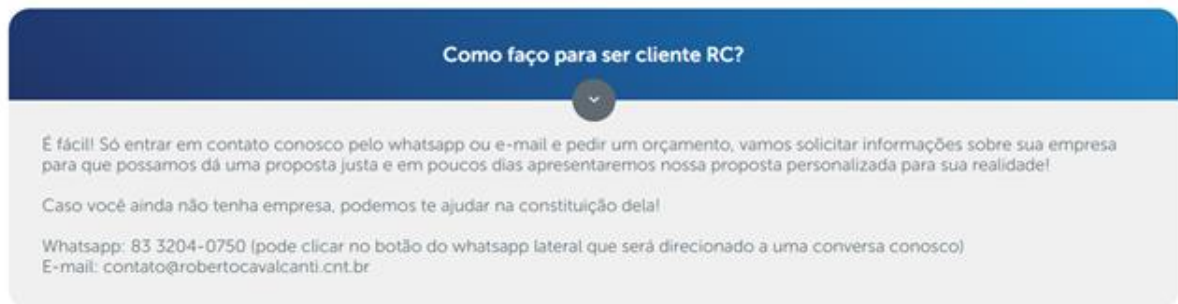 Como faço para ser cliente RC?
É fácil! Só entrar em contato conosco pelo whatsapp ou e-mail e pedir um orçamento, vamos solicitar informações sobre sua empresa
para que possamos dá uma proposta justa e em poucos dias apresentaremos nossa proposta personalizada para sua realidade!
Caso você ainda não tenha empresa, podemos te ajudar na constituição dela!
Whatsapp: 83 3204-0750 (pode clicar no botão do whatsapp lateral que será direcionado a uma conversa conosco)
E-mail: contato@robertocavalcanti.cnt.br